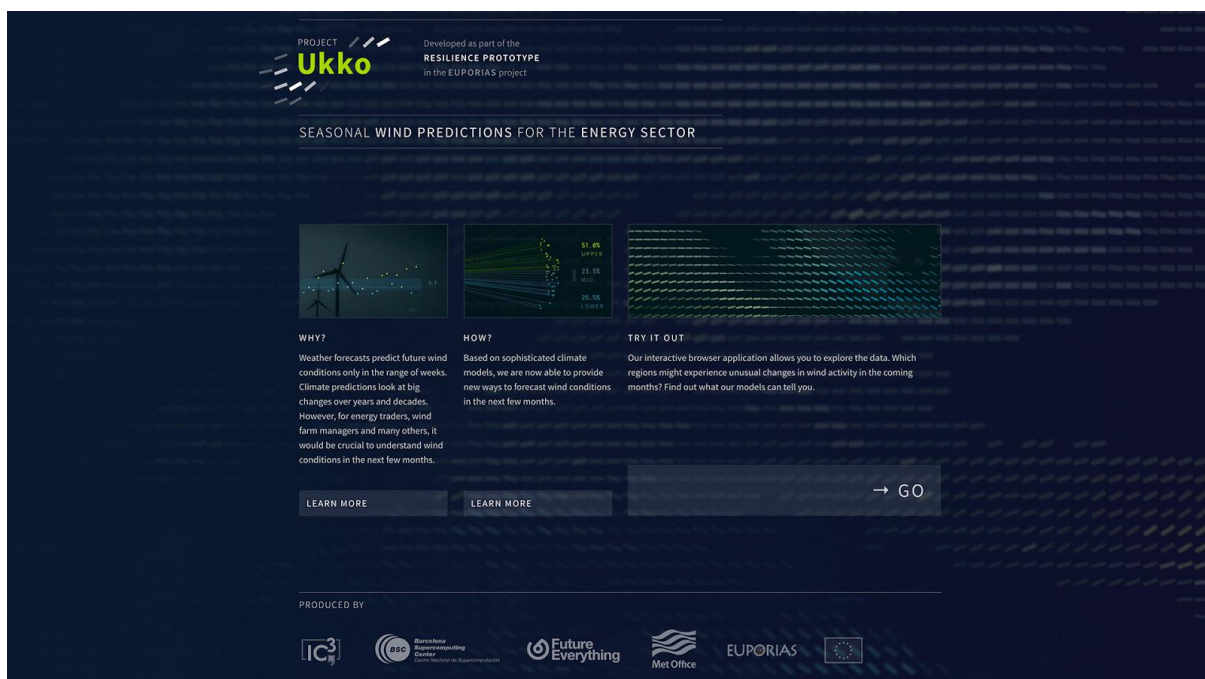 PROJECT
Ukko
Developed as part of the
RESILIENCE PROTOTYPE
in the EUPORIAS project
SEASONAL WIND PREDICTIONS FOR THE ENERGY SECTOR
51.0%
UPPER
23.5%
MID
25.5%
LOWER
WHY?
Weather forecasts predict future wind
conditions only in the range of weeks.
Climate predictions look at big
changes over years and decades.
However, for energy traders, wind
farm managers and many others, it
would be crucial to understand wind
conditions in the next few months.
LEARN MORE
HOW?
Based on sophisticated climate
models, we are now able to provide
new ways to forecast wind conditions
in the next few months.
LEARN MORE
TRY IT OUT
Our interactive browser application allows you to explore the data. Which
regions might experience unusual changes in wind activity in the coming
months? Find out what our models can tell you.
→ GO
PRODUCED BY
IC3
BSC
Barcelona
Supercomputing
Center
Centro Nacional de Supercomputación
Future
Everything
Met Office
EUPORIAS